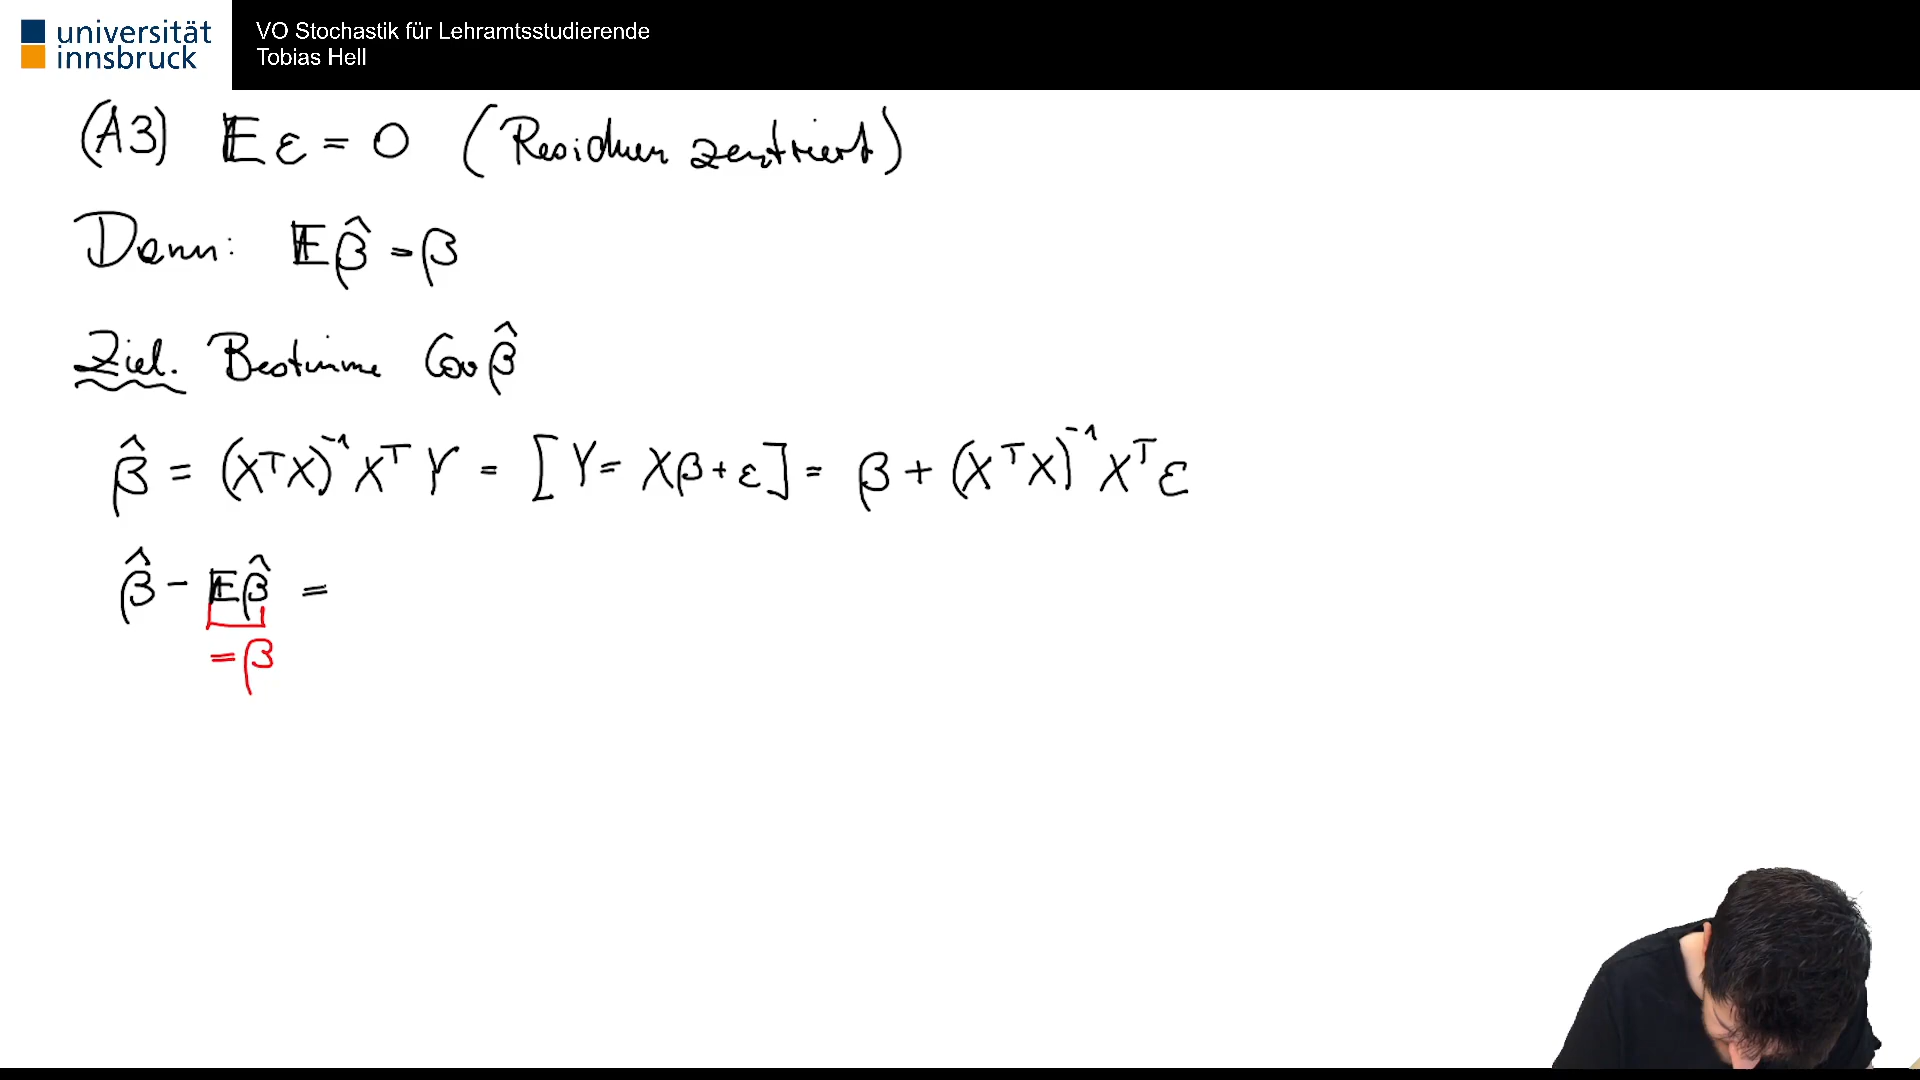 universität innsbruck
VO Stochastik für Lehramtsstudierende
Tobias Hell
(A3) 𝔼ε = 0 (Residuen zentriert)
Dann: 𝔼β̂ = β
Ziel. Bestimme Cov β̂
β̂ = (XᵀX)⁻¹XᵀY = [Y = Xβ + ε] = β + (XᵀX)⁻¹Xᵀε
β̂ − 𝔼β̂ =
= β